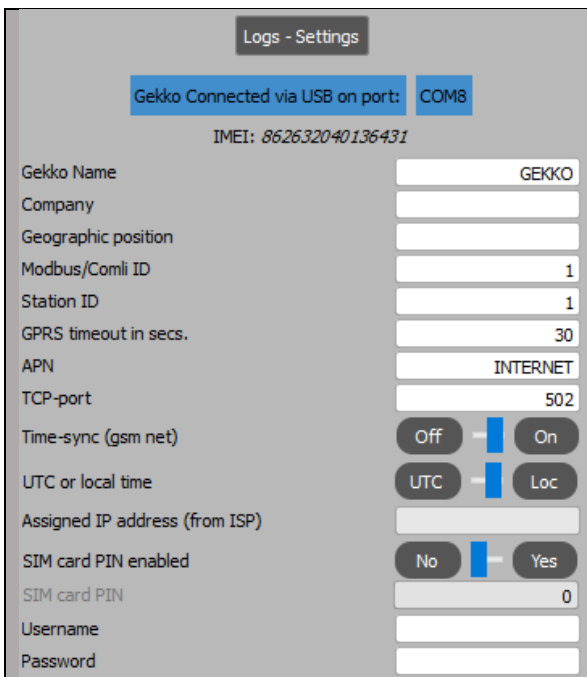 Logs - Settings
Gekko Connected via USB on port: COM8
IMEI: 862632040136431
Gekko Name GEKKO
Company
Geographic position
Modbus/Comli ID 1
Station ID 1
GPRS timeout in secs. 30
APN INTERNET
TCP-port 502
Time-sync (gsm net) Off On
UTC or local time UTC Loc
Assigned IP address (from ISP)
SIM card PIN enabled No Yes
SIM card PIN 0
Username
Password